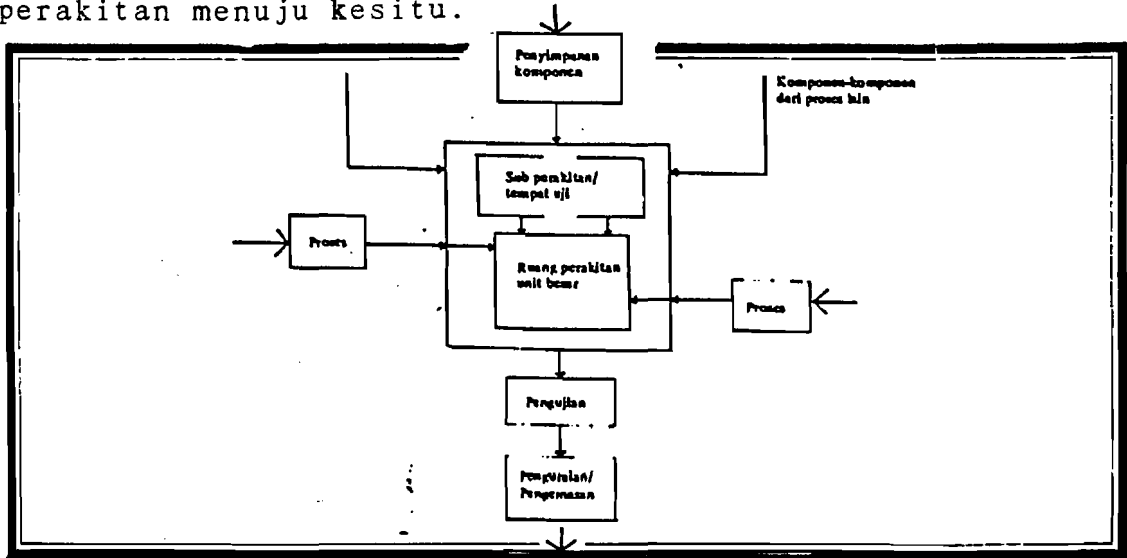 perakitan menuju kesitu.
Penyimpanan
komponen
Komponen-komponen
dari proses lain
Sub perakitan/
tempat uji
Proses
Ruang perakitan
unit besar
Proses
Pengujian
Penguraian/
Pengemasan